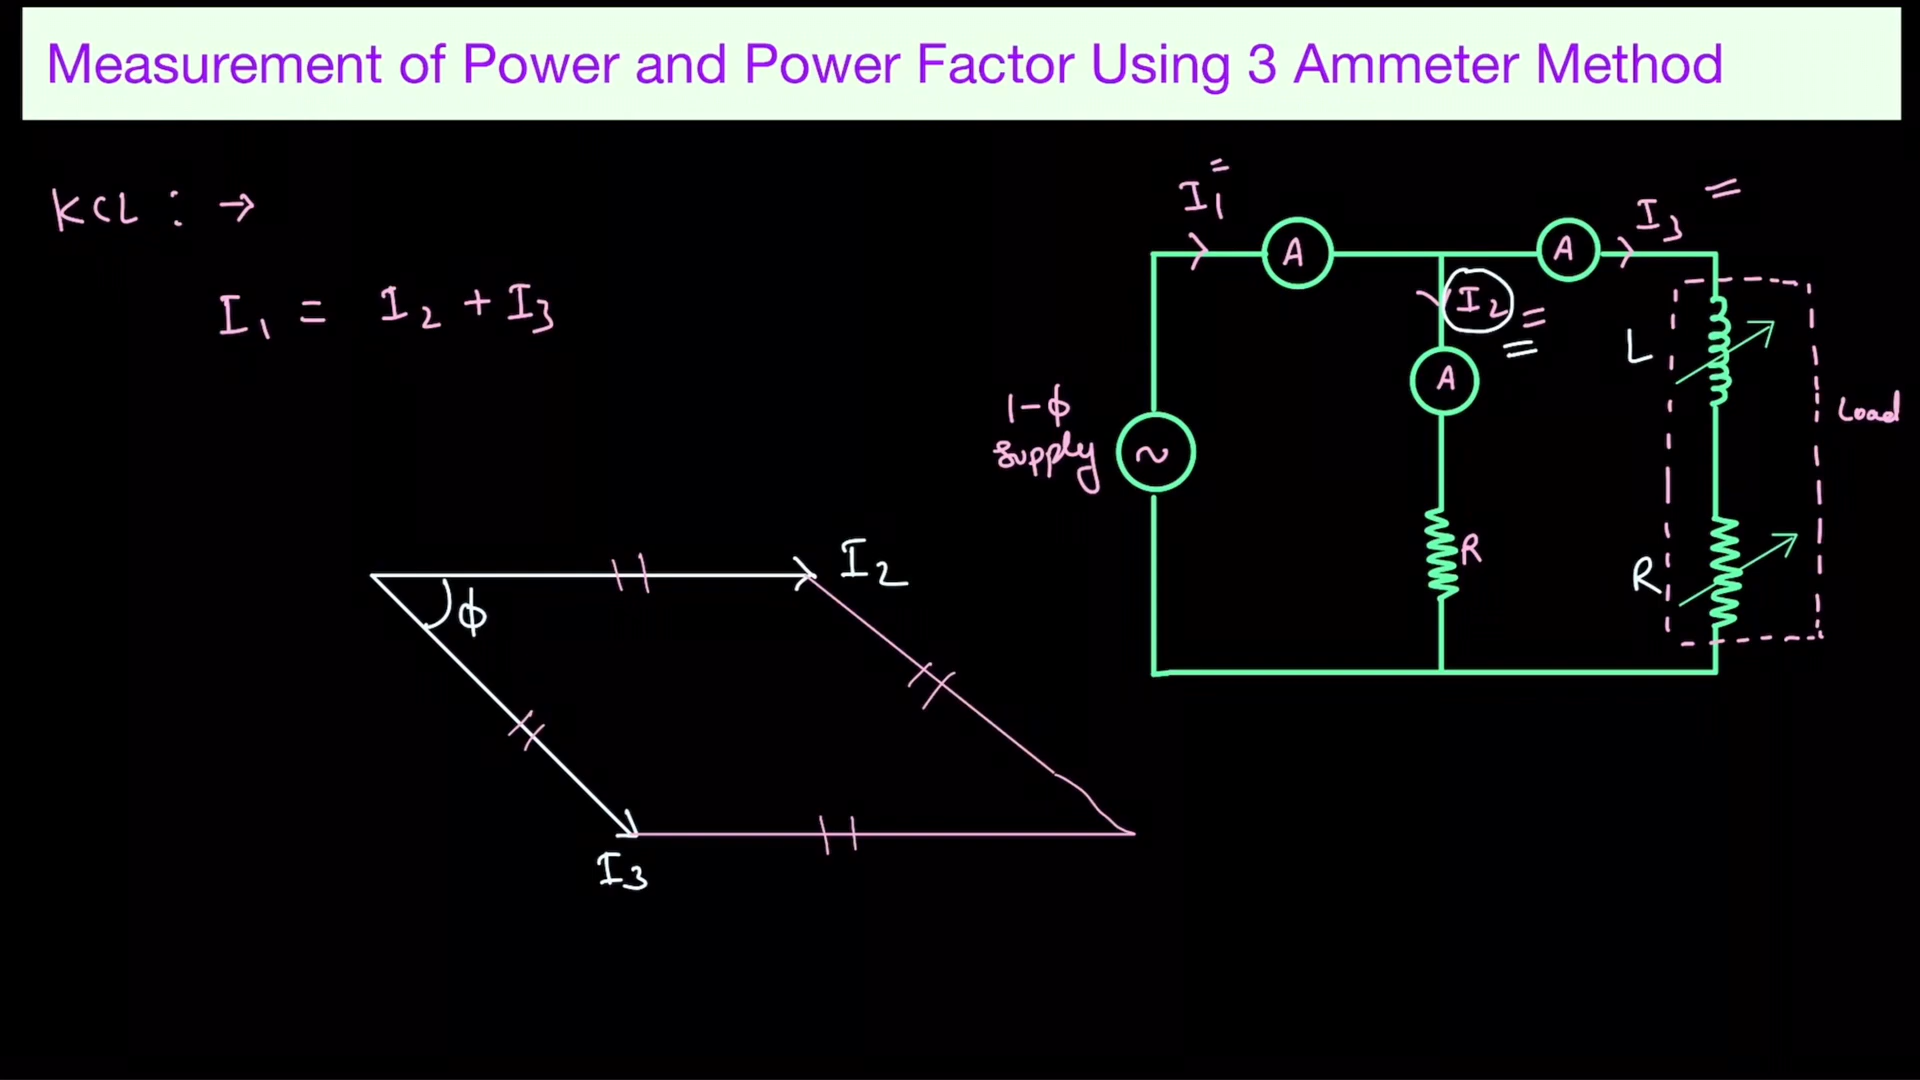 Measurement of Power and Power Factor Using 3 Ammeter Method
KCL : →
I₁ = I₂ + I₃
I₁ =
A
A
I₃ =
I₂ =
=
A
L
1-ϕ
supply
~
Load
R
R
I₂
ϕ
I₃